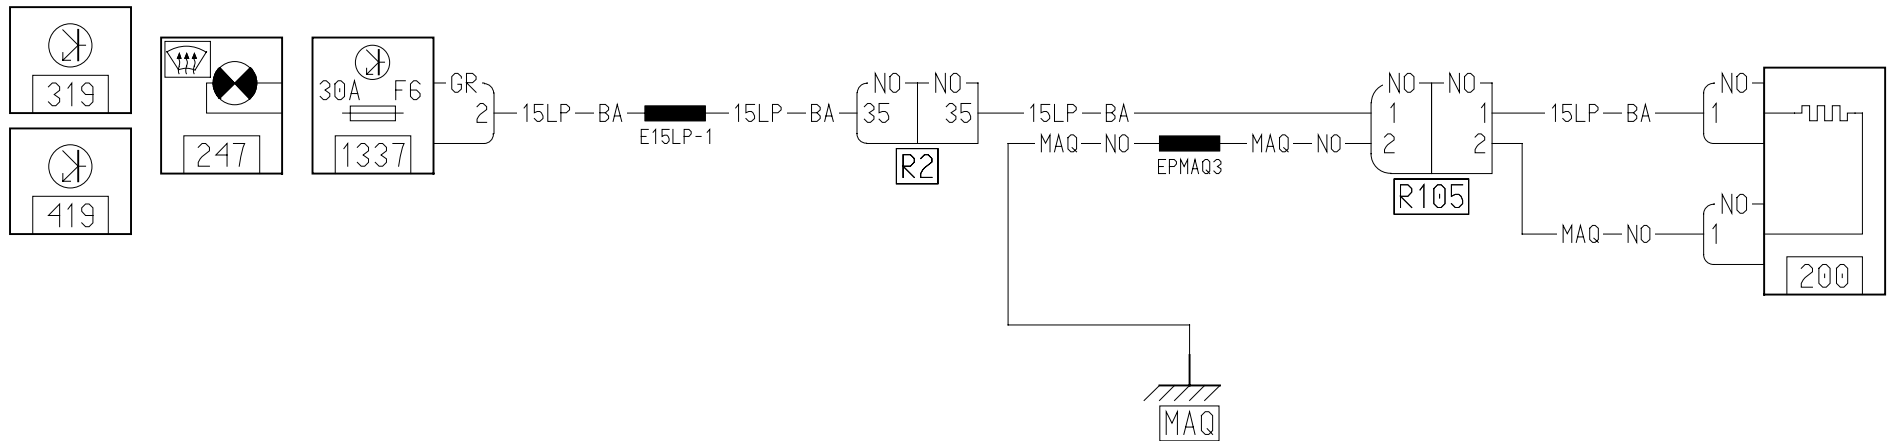 319
419
247
30A F6
1337
GR
2
15LP BA
E15LP-1
15LP BA
NO NO
35 35
R2
15LP BA
MAQ NO
EPMAQ3
MAQ NO
NO NO
1 1
2 2
R105
15LP BA
MAQ NO
NO
1
NO
1
200
MAQ